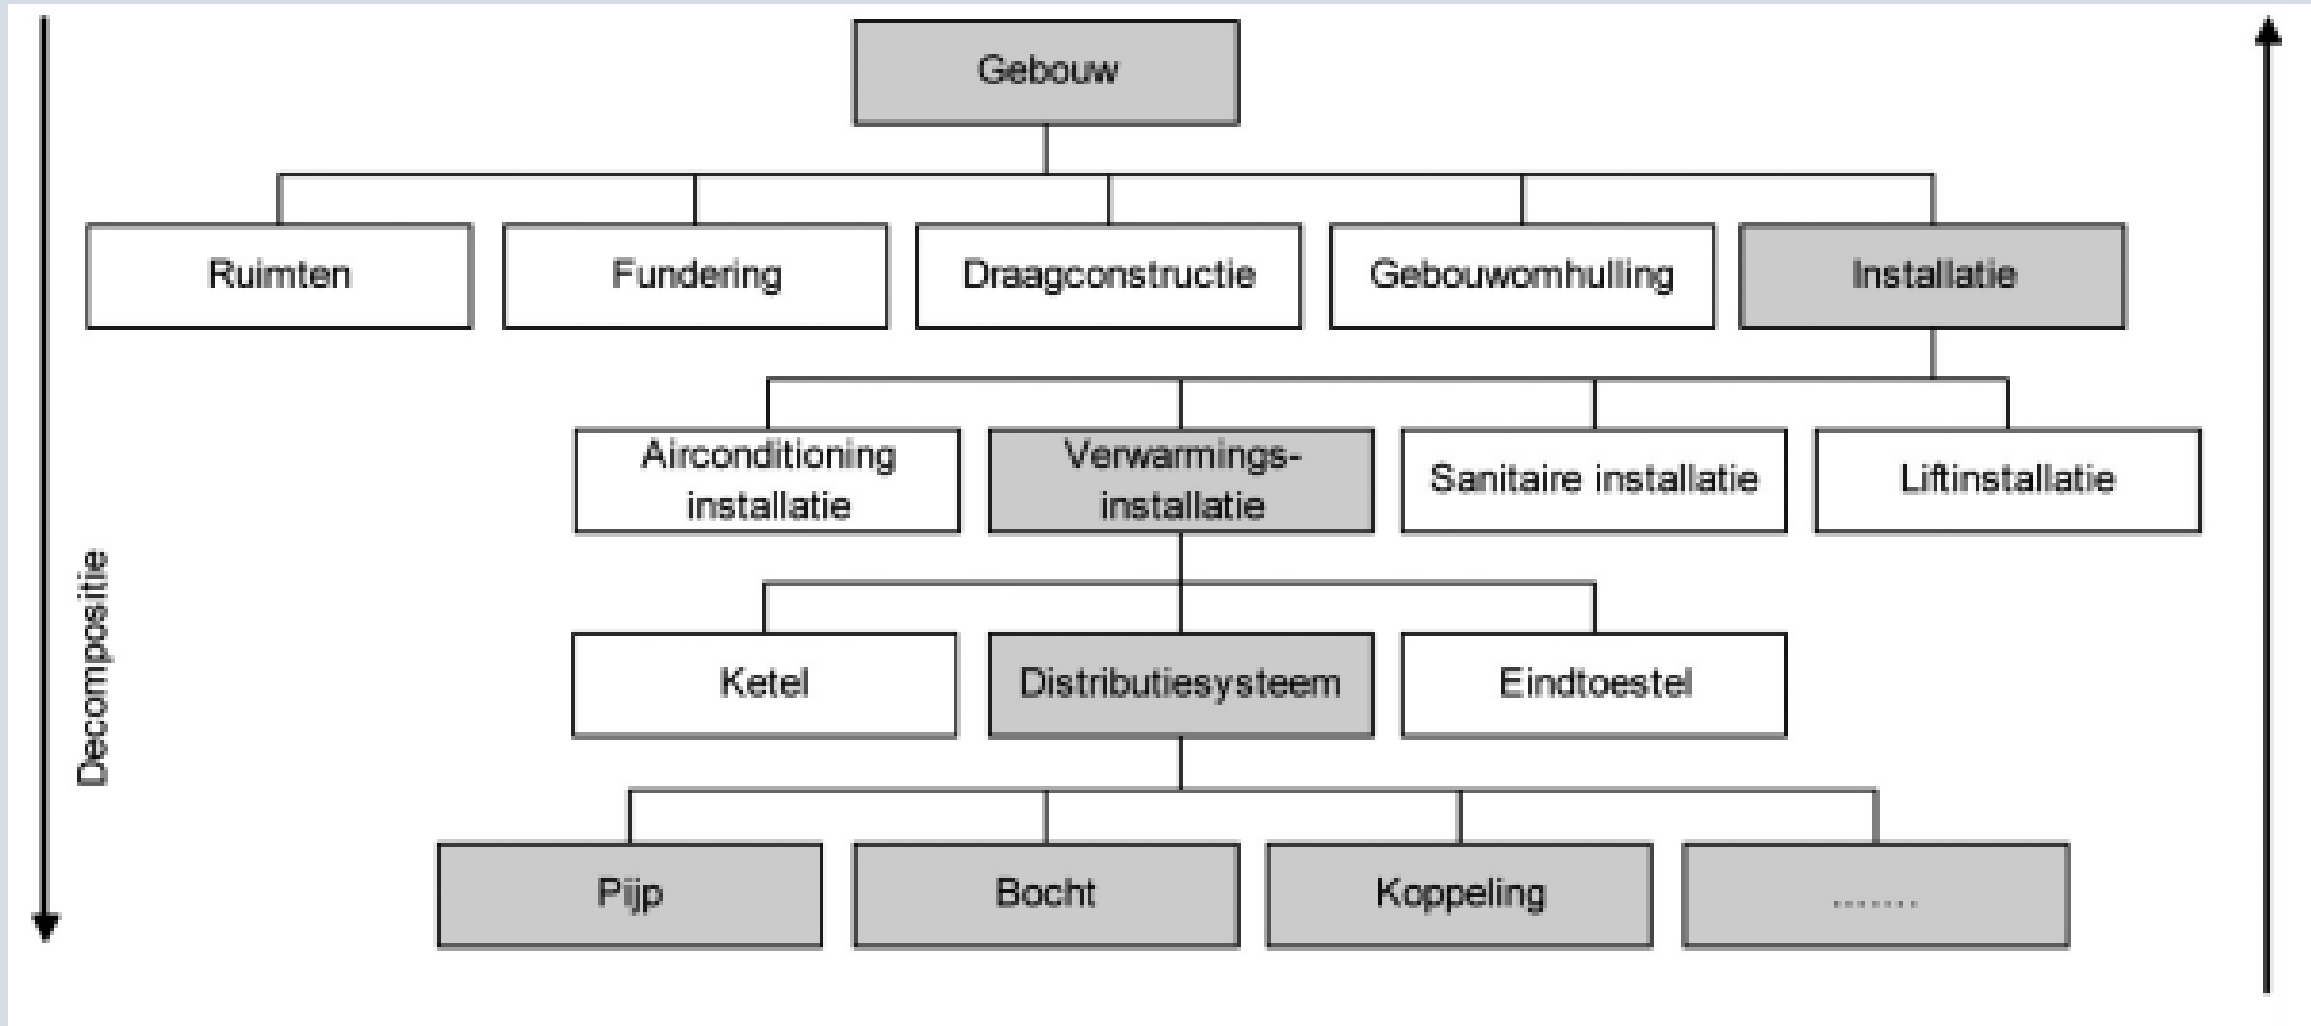 Gebouw
Ruimten
Fundering
Draagconstructie
Gebouwomhulling
Installatie
Airconditioning
installatie
Verwarmings-
installatie
Sanitaire installatie
Liftinstallatie
Decompositie
Ketel
Distributiesysteem
Eindtoestel
Pijp
Bocht
Koppeling
.......